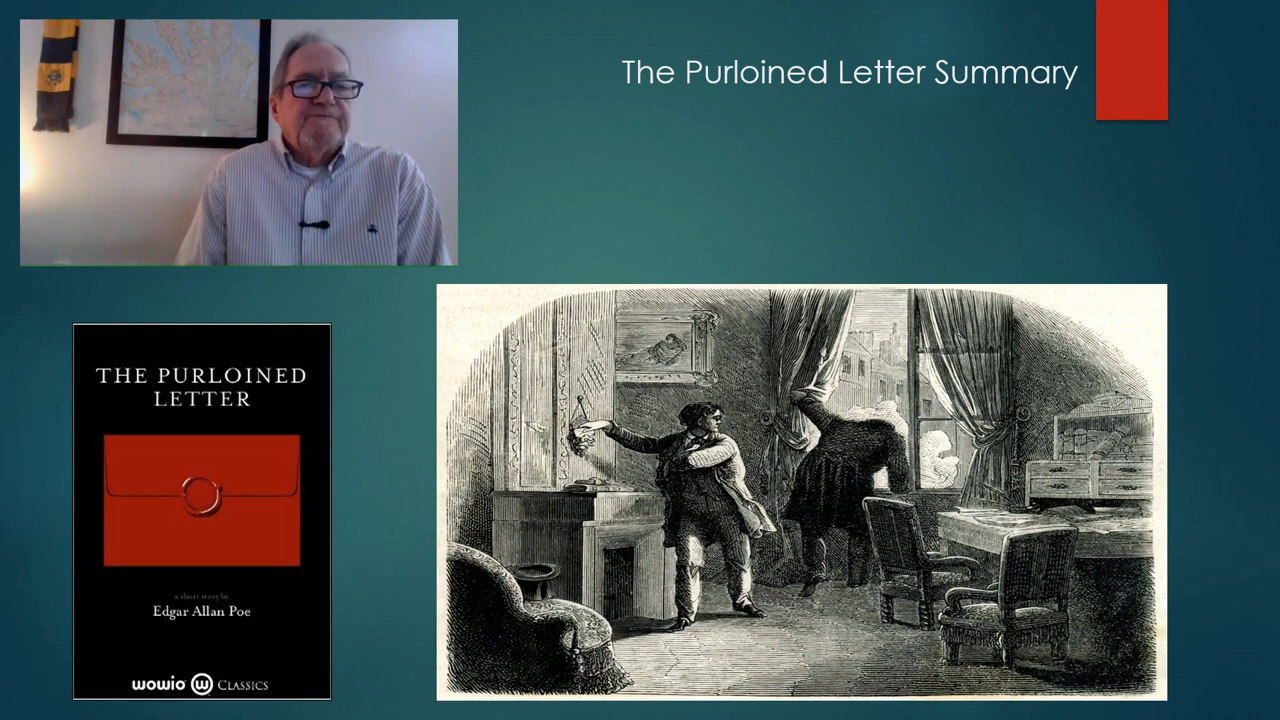 The Purloined Letter Summary
THE PURLOINED
LETTER
a short story by
Edgar Allan Poe
wowio W CLASSICS